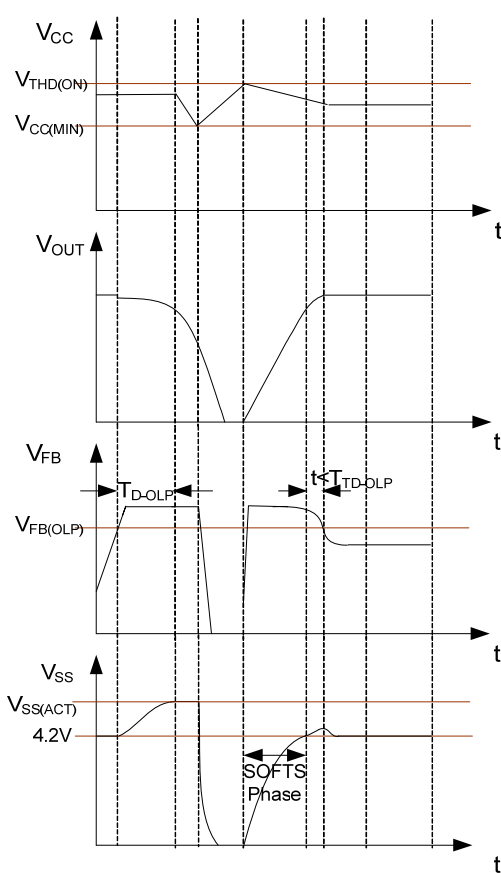 VCC
VTHD(ON)
VCC(MIN)
t
VOUT
t
VFB
TD-OLP
t<TTD-OLP
VFB(OLP)
t
VSS
VSS(ACT)
4.2V
SOFTS
Phase
t